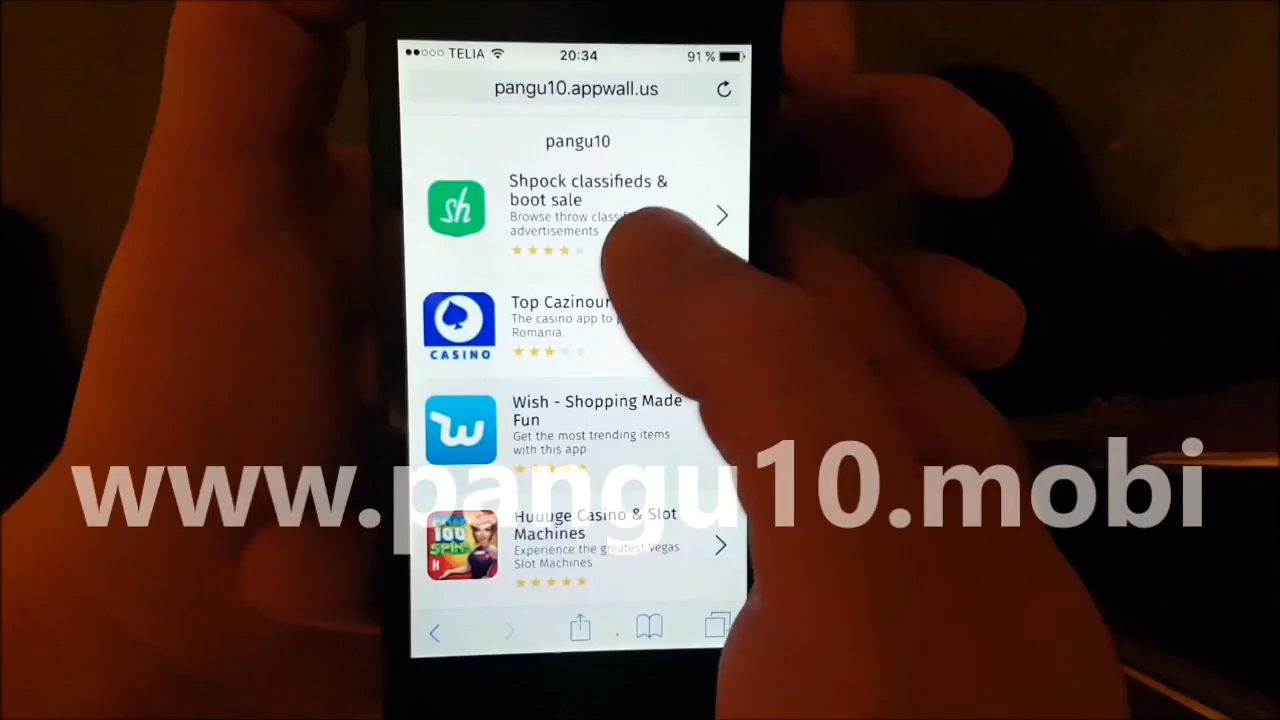 TELIA 20:34 91 %
pangu10.appwall.us
pangu10
sh
Shpock classifieds &
boot sale
Browse throw
advertisements
CASINO
Top
The casino app to
Romania.
Wish - Shopping Made
Fun
Get the most trending items
with this app
www.pangu10.mobi
100
SPIN
H
Huuuge Casino & Slot
Machines
Experience the greatest Vegas
Slot Machines